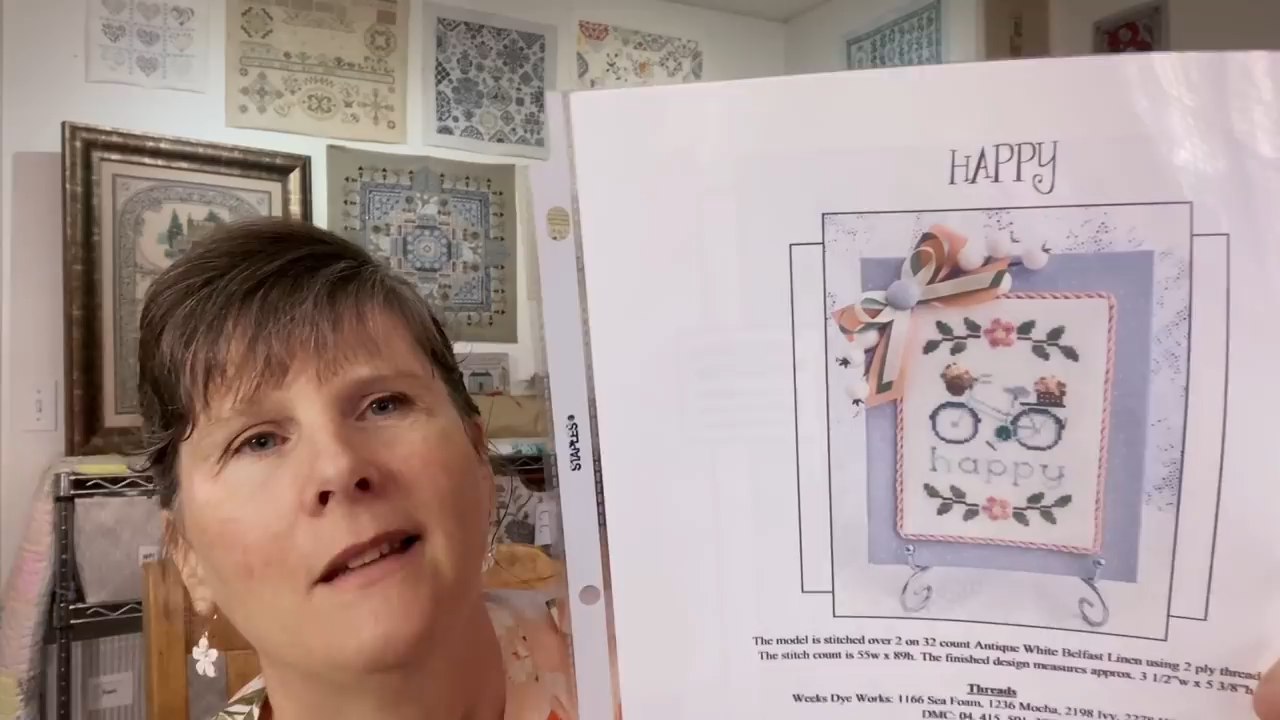 HAPPY
happy
STAPLES®
The model is stitched over 2 on 32 count Antique White Belfast Linen using 2 ply thread
The stitch count is 55w x 89h. The finished design measures approx. 3 1/2"w x 5 3/8"h
Threads
Weeks Dye Works: 1166 Sea Foam, 1236 Mocha, 2198 Ivy,
DMC: 04, 415,